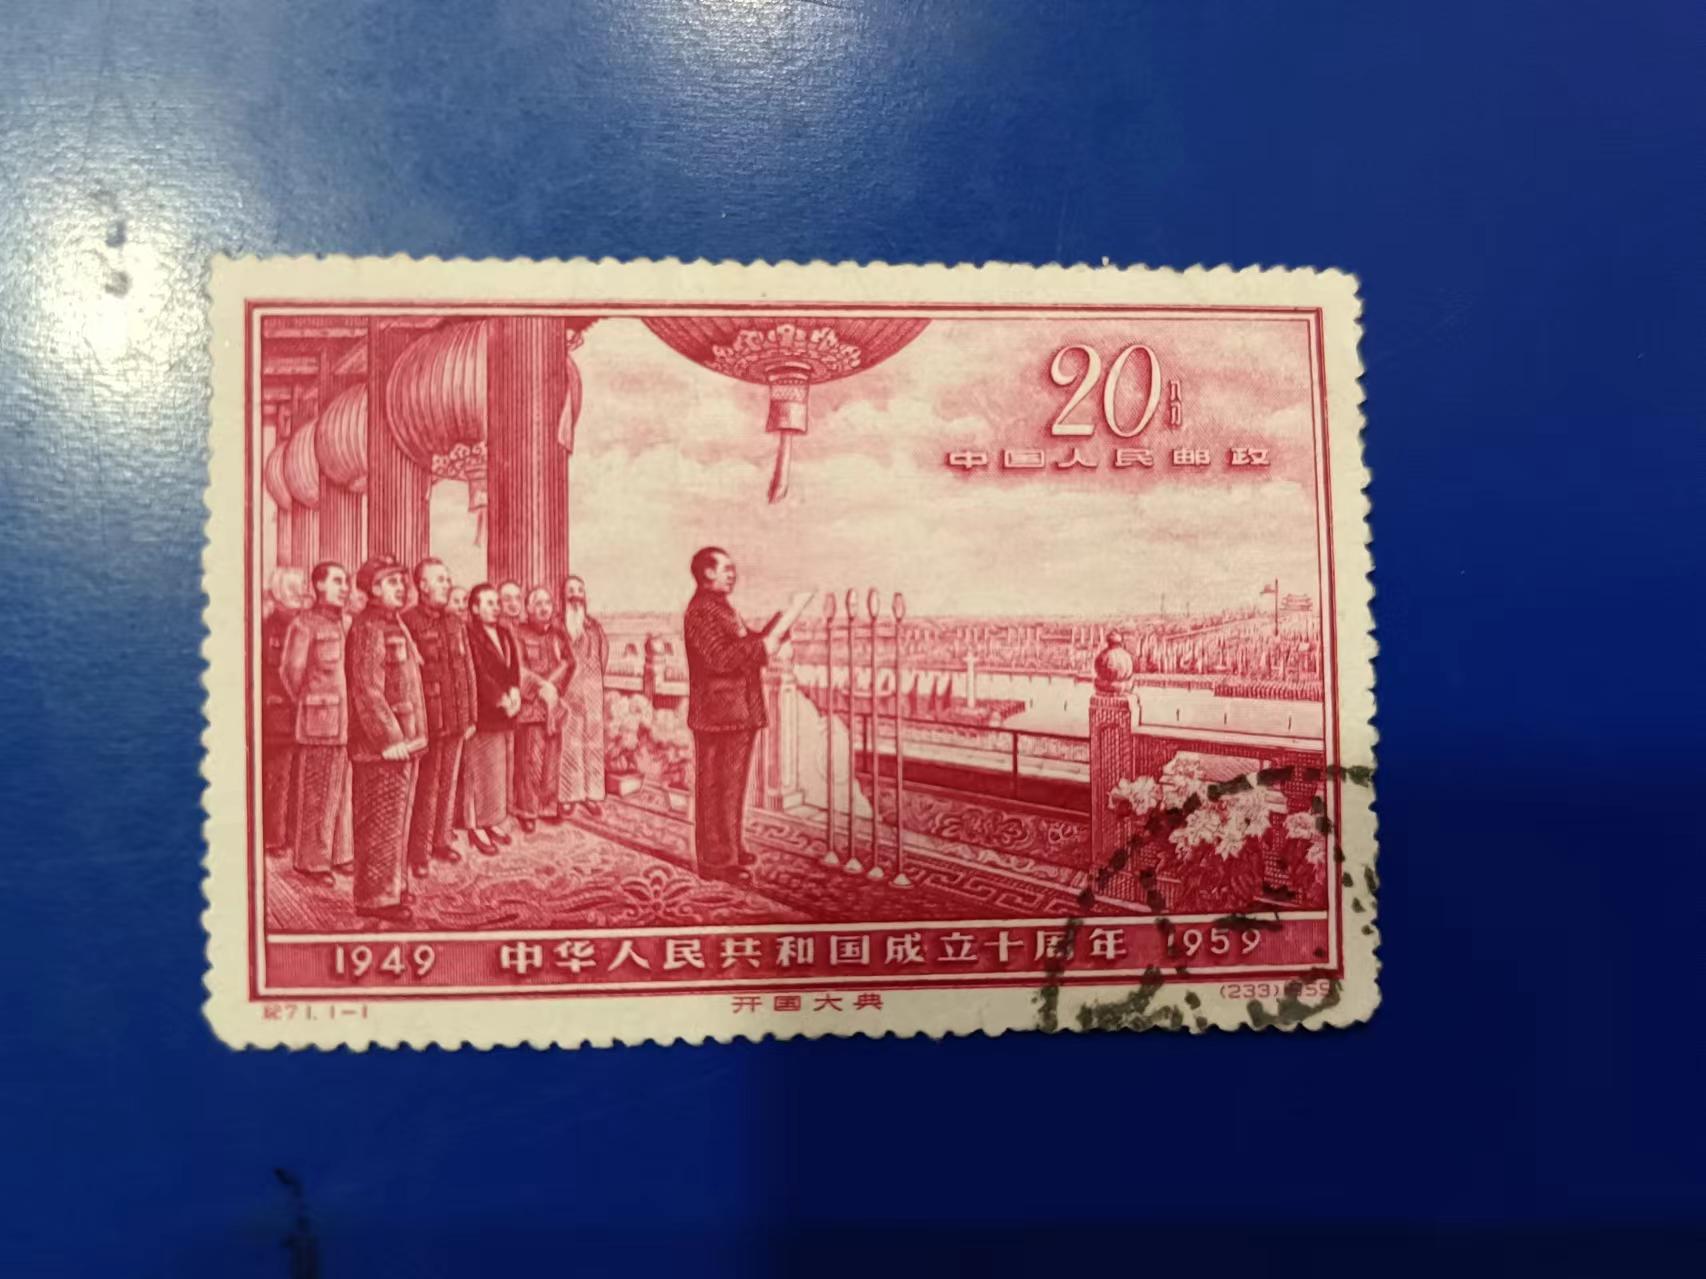 20分
中国人民邮政
1949 中华人民共和国成立十周年 1959
纪71.1-1
开国大典
(233) 1959